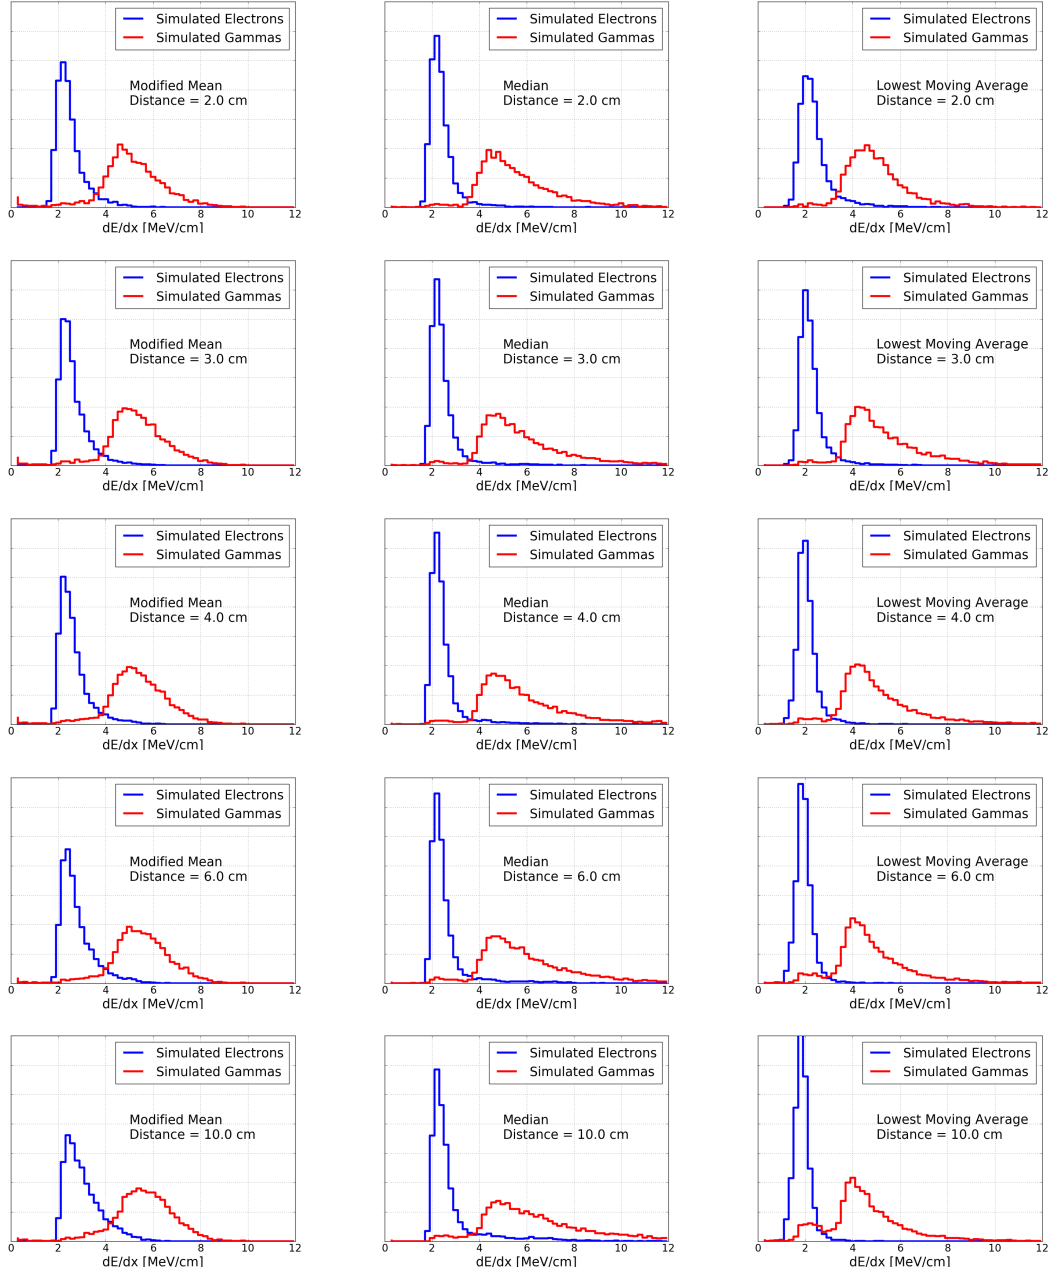 Simulated Electrons
Simulated Gammas
Modified Mean
Distance = 2.0 cm
0 2 4 6 8 10 12
dE/dx [MeV/cm]
Simulated Electrons
Simulated Gammas
Median
Distance = 2.0 cm
0 2 4 6 8 10 12
dE/dx [MeV/cm]
Simulated Electrons
Simulated Gammas
Lowest Moving Average
Distance = 2.0 cm
0 2 4 6 8 10 12
dE/dx [MeV/cm]
Simulated Electrons
Simulated Gammas
Modified Mean
Distance = 3.0 cm
0 2 4 6 8 10 12
dE/dx [MeV/cm]
Simulated Electrons
Simulated Gammas
Median
Distance = 3.0 cm
0 2 4 6 8 10 12
dE/dx [MeV/cm]
Simulated Electrons
Simulated Gammas
Lowest Moving Average
Distance = 3.0 cm
0 2 4 6 8 10 12
dE/dx [MeV/cm]
Simulated Electrons
Simulated Gammas
Modified Mean
Distance = 4.0 cm
0 2 4 6 8 10 12
dE/dx [MeV/cm]
Simulated Electrons
Simulated Gammas
Median
Distance = 4.0 cm
0 2 4 6 8 10 12
dE/dx [MeV/cm]
Simulated Electrons
Simulated Gammas
Lowest Moving Average
Distance = 4.0 cm
0 2 4 6 8 10 12
dE/dx [MeV/cm]
Simulated Electrons
Simulated Gammas
Modified Mean
Distance = 6.0 cm
0 2 4 6 8 10 12
dE/dx [MeV/cm]
Simulated Electrons
Simulated Gammas
Median
Distance = 6.0 cm
0 2 4 6 8 10 12
dE/dx [MeV/cm]
Simulated Electrons
Simulated Gammas
Lowest Moving Average
Distance = 6.0 cm
0 2 4 6 8 10 12
dE/dx [MeV/cm]
Simulated Electrons
Simulated Gammas
Modified Mean
Distance = 10.0 cm
0 2 4 6 8 10 12
dE/dx [MeV/cm]
Simulated Electrons
Simulated Gammas
Median
Distance = 10.0 cm
0 2 4 6 8 10 12
dE/dx [MeV/cm]
Simulated Electrons
Simulated Gammas
Lowest Moving Average
Distance = 10.0 cm
0 2 4 6 8 10 12
dE/dx [MeV/cm]